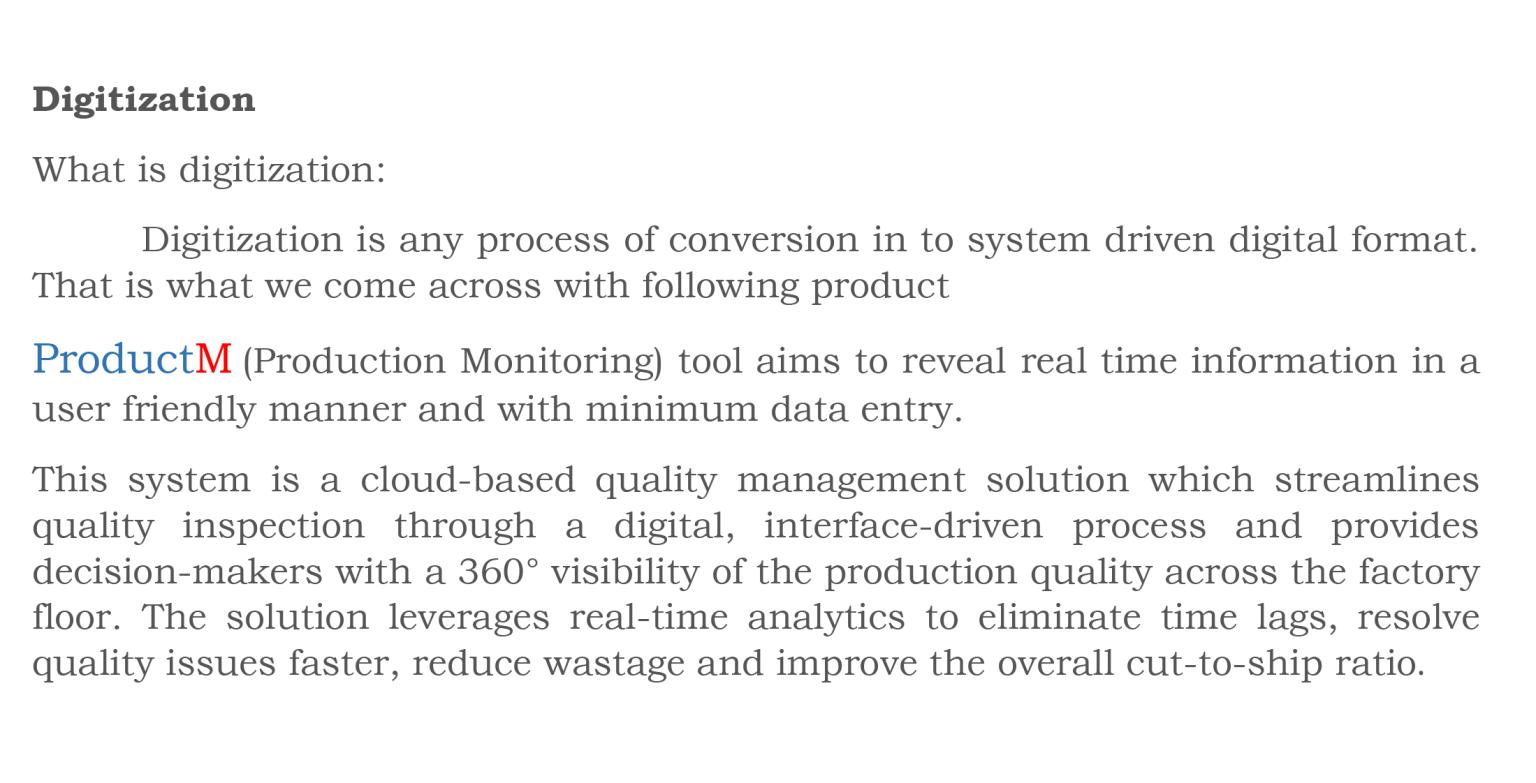 Digitization
What is digitization:
Digitization is any process of conversion in to system driven digital format.
That is what we come across with following product
ProductM (Production Monitoring) tool aims to reveal real time information in a
user friendly manner and with minimum data entry.
This system is a cloud-based quality management solution which streamlines
quality inspection through a digital, interface-driven process and provides
decision-makers with a 360° visibility of the production quality across the factory
floor. The solution leverages real-time analytics to eliminate time lags, resolve
quality issues faster, reduce wastage and improve the overall cut-to-ship ratio.